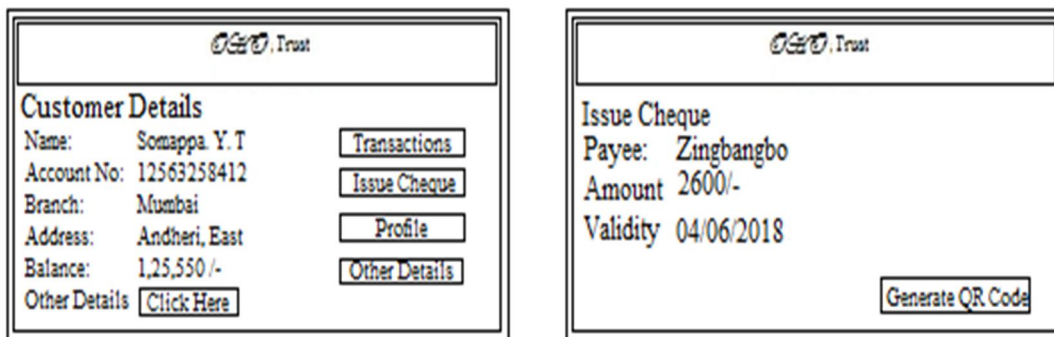 , Trust
Customer Details
Name: Somappa. Y. T
Account No: 12563258412
Branch: Mumbai
Address: Andheri, East
Balance: 1,25,550 /-
Other Details Click Here
Transactions
Issue Cheque
Profile
Other Details
, Trust
Issue Cheque
Payee: Zingbangbo
Amount 2600/-
Validity 04/06/2018
Generate QR Code